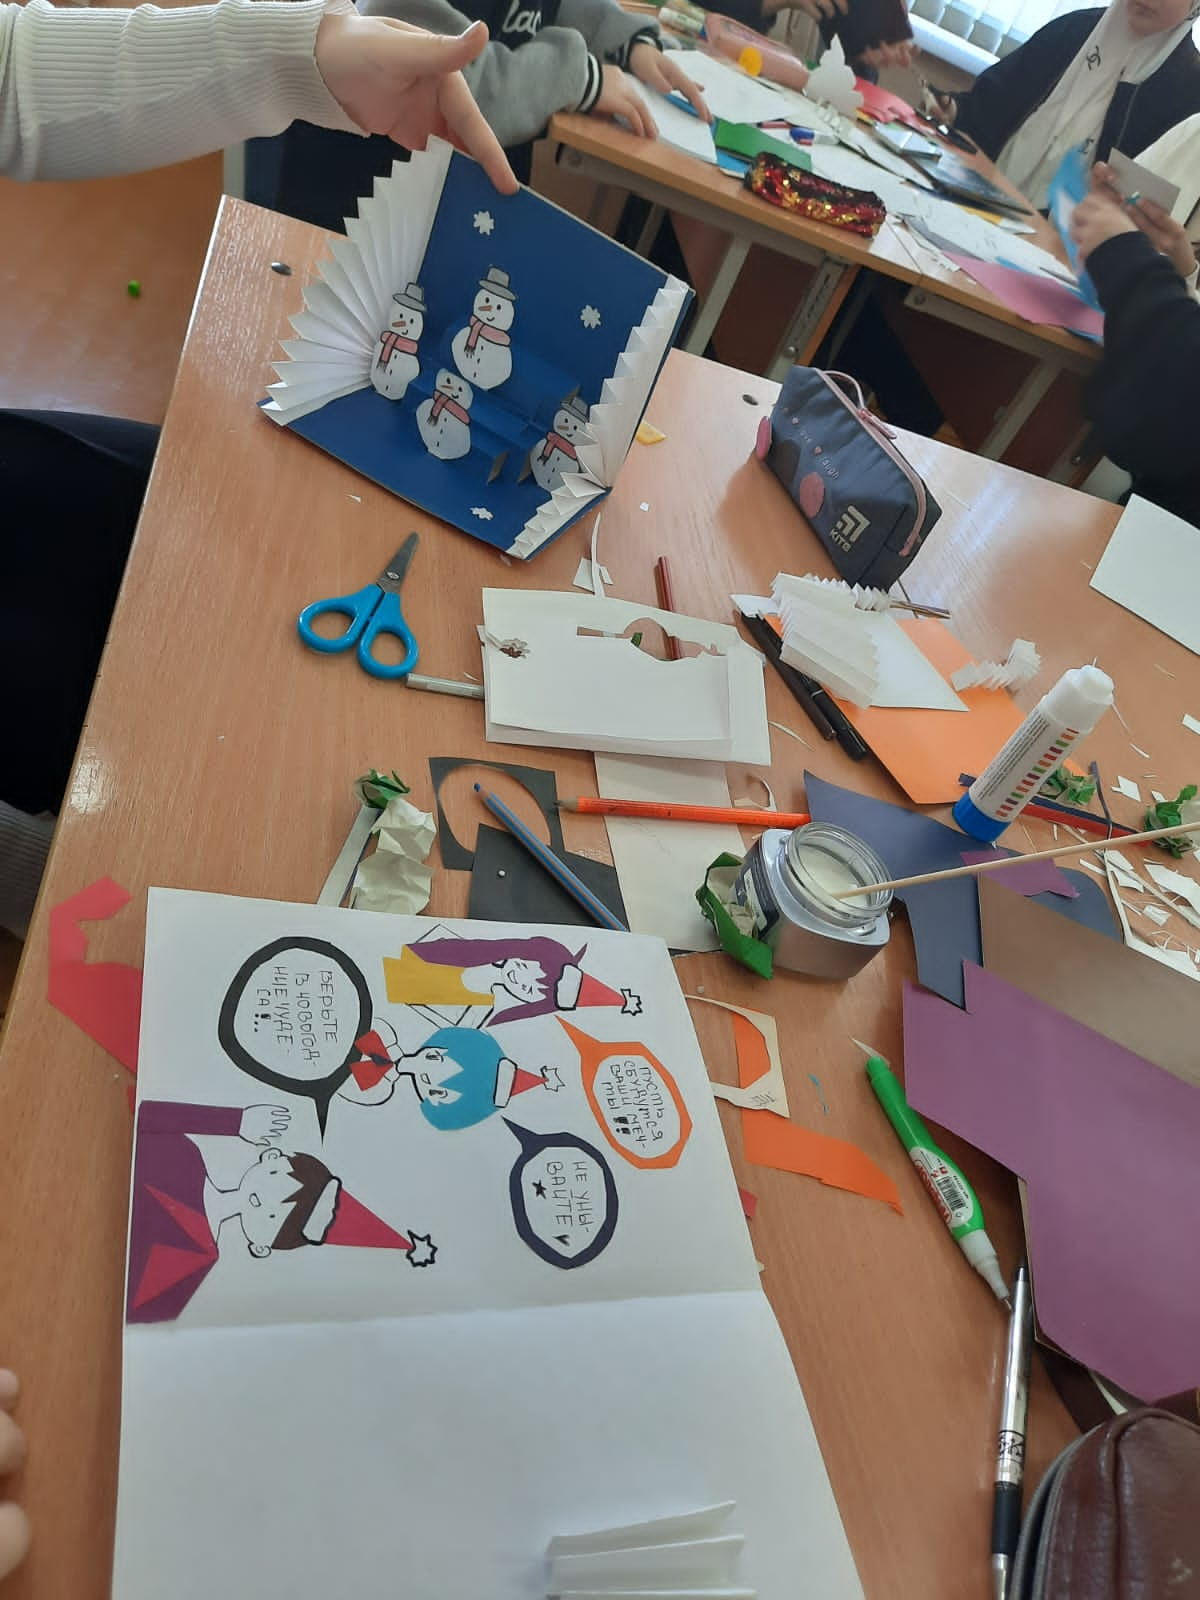 ВЕРЬТЕ
В НОВОГОД-
НИЕ ЧУДЕ-
СА!...
ПУСТЬ
СБУДУТСЯ
ВАШИ МЕЧ-
ТЫ!!
НЕ УНЫ-
ВАЙТЕ
KITE